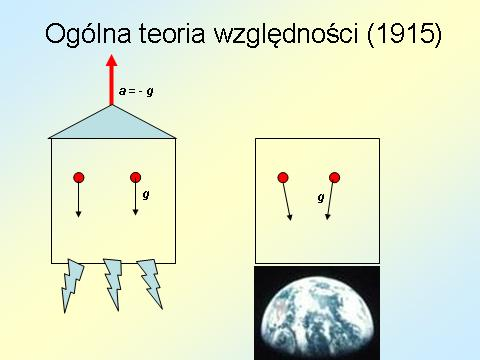 Ogólna teoria względności (1915)
a = - g
g
g